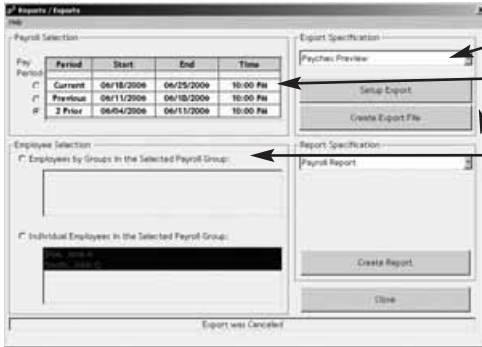 Reports / Exports
Help
Payroll Selection
Pay Period
Period Start End Time
Current 06/18/2006 06/25/2006 10:00 PM
Previous 06/11/2006 06/18/2006 10:00 PM
2 Prior 06/04/2006 06/11/2006 10:00 PM
Export Specification
Paychex Preview
Setup Export
Create Export File
Employee Selection
Employees by Groups In the Selected Payroll Group:
Individual Employees In the Selected Payroll Group:
Report Specification
Payroll Report
Create Report
Close
Export was Canceled